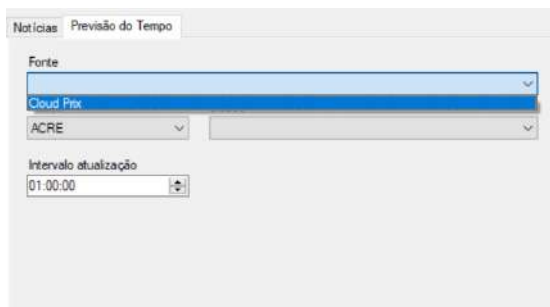 Notícias Previsão do Tempo
Fonte
Cloud Prix
ACRE
Intervalo atualização
01:00:00